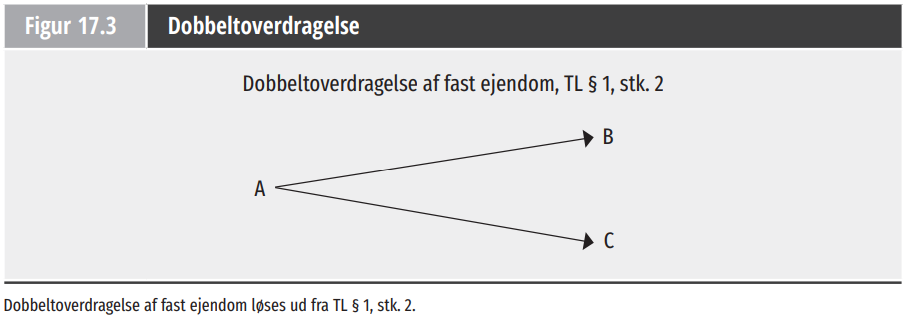 Figur 17.3 Dobbeltoverdragelse
Dobbeltoverdragelse af fast ejendom, TL § 1, stk. 2
B
A
C
Dobbeltoverdragelse af fast ejendom løses ud fra TL § 1, stk. 2.